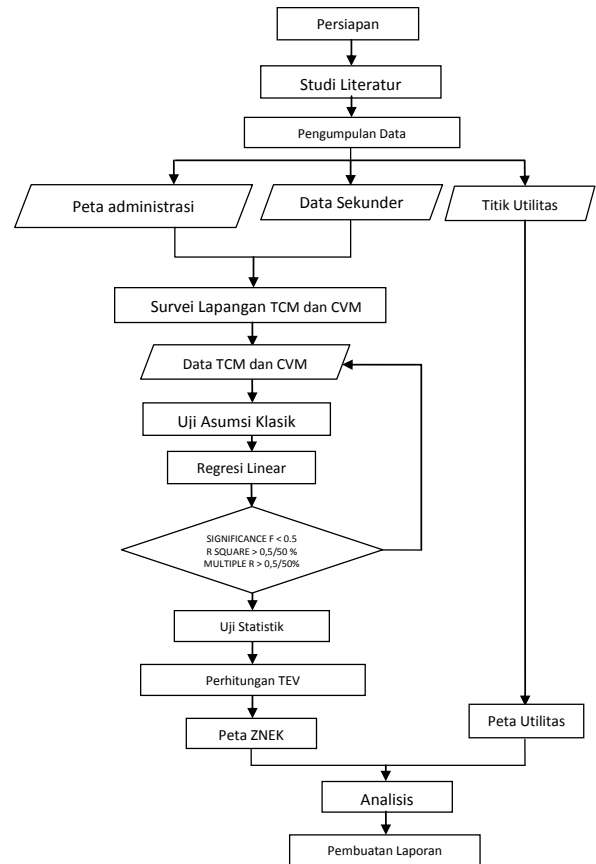 Persiapan
Studi Literatur
Pengumpulan Data
Peta administrasi
Data Sekunder
Titik Utilitas
Survei Lapangan TCM dan CVM
Data TCM dan CVM
Uji Asumsi Klasik
Regresi Linear
SIGNIFICANCE F < 0.5
R SQUARE > 0,5/50 %
MULTIPLE R > 0,5/50%
Uji Statistik
Perhitungan TEV
Peta ZNEK
Peta Utilitas
Analisis
Pembuatan Laporan